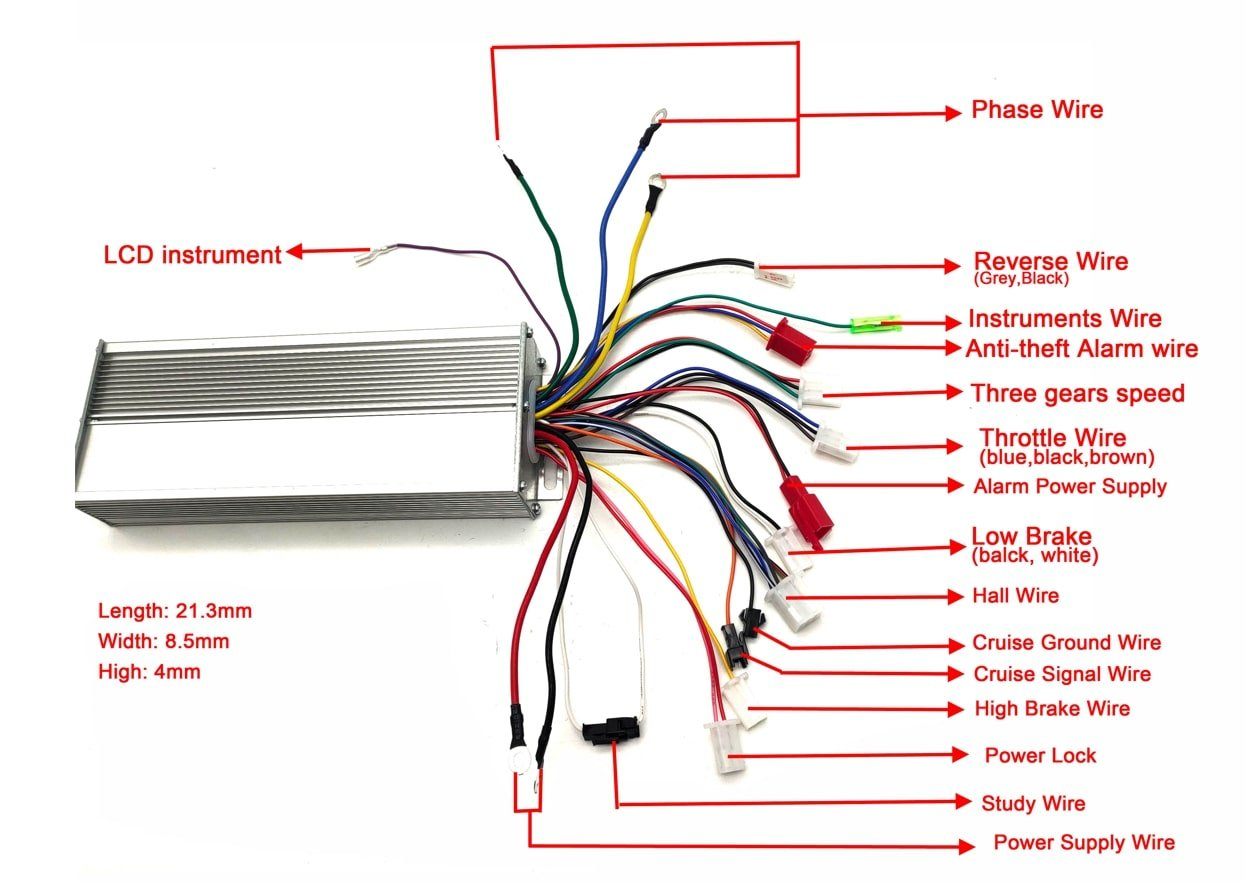 Phase Wire
LCD instrument
Reverse Wire
(Grey,Black)
Instruments Wire
Anti-theft Alarm wire
Three gears speed
Throttle Wire
(blue,black,brown)
Alarm Power Supply
Low Brake
(balck, white)
Hall Wire
Length: 21.3mm
Width: 8.5mm
High: 4mm
Cruise Ground Wire
Cruise Signal Wire
High Brake Wire
Power Lock
Study Wire
Power Supply Wire